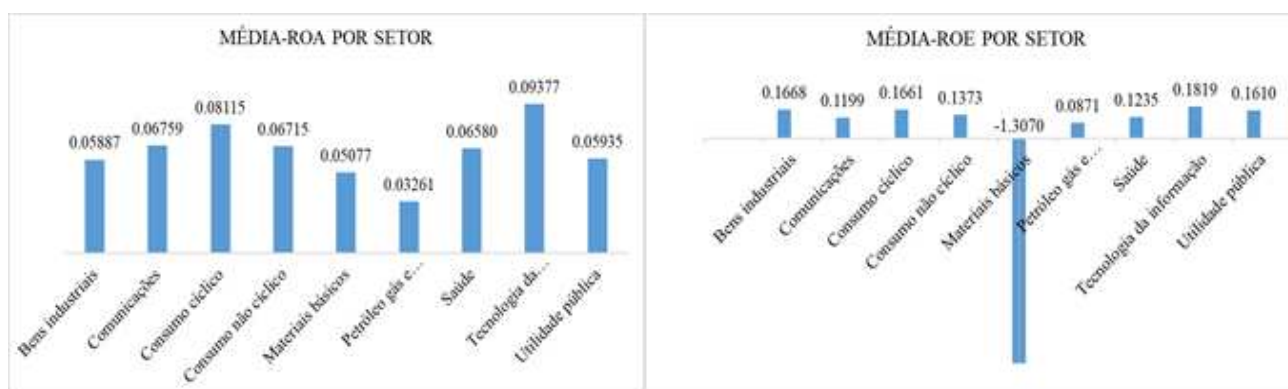 MÉDIA-ROA POR SETOR
0.05887
0.06759
0.08115
0.06715
0.05077
0.03261
0.06580
0.09377
0.05935
Bens industriais
Comunicações
Consumo cíclico
Consumo não cíclico
Materiais básicos
Petróleo gás e…
Saúde
Tecnologia da…
Utilidade pública
MÉDIA-ROE POR SETOR
0.1668
0.1199
0.1661
0.1373
-1.3070
0.0871
0.1235
0.1819
0.1610
Bens industriais
Comunicações
Consumo cíclico
Consumo não cíclico
Materiais básicos
Petróleo gás e…
Saúde
Tecnologia da informação
Utilidade pública